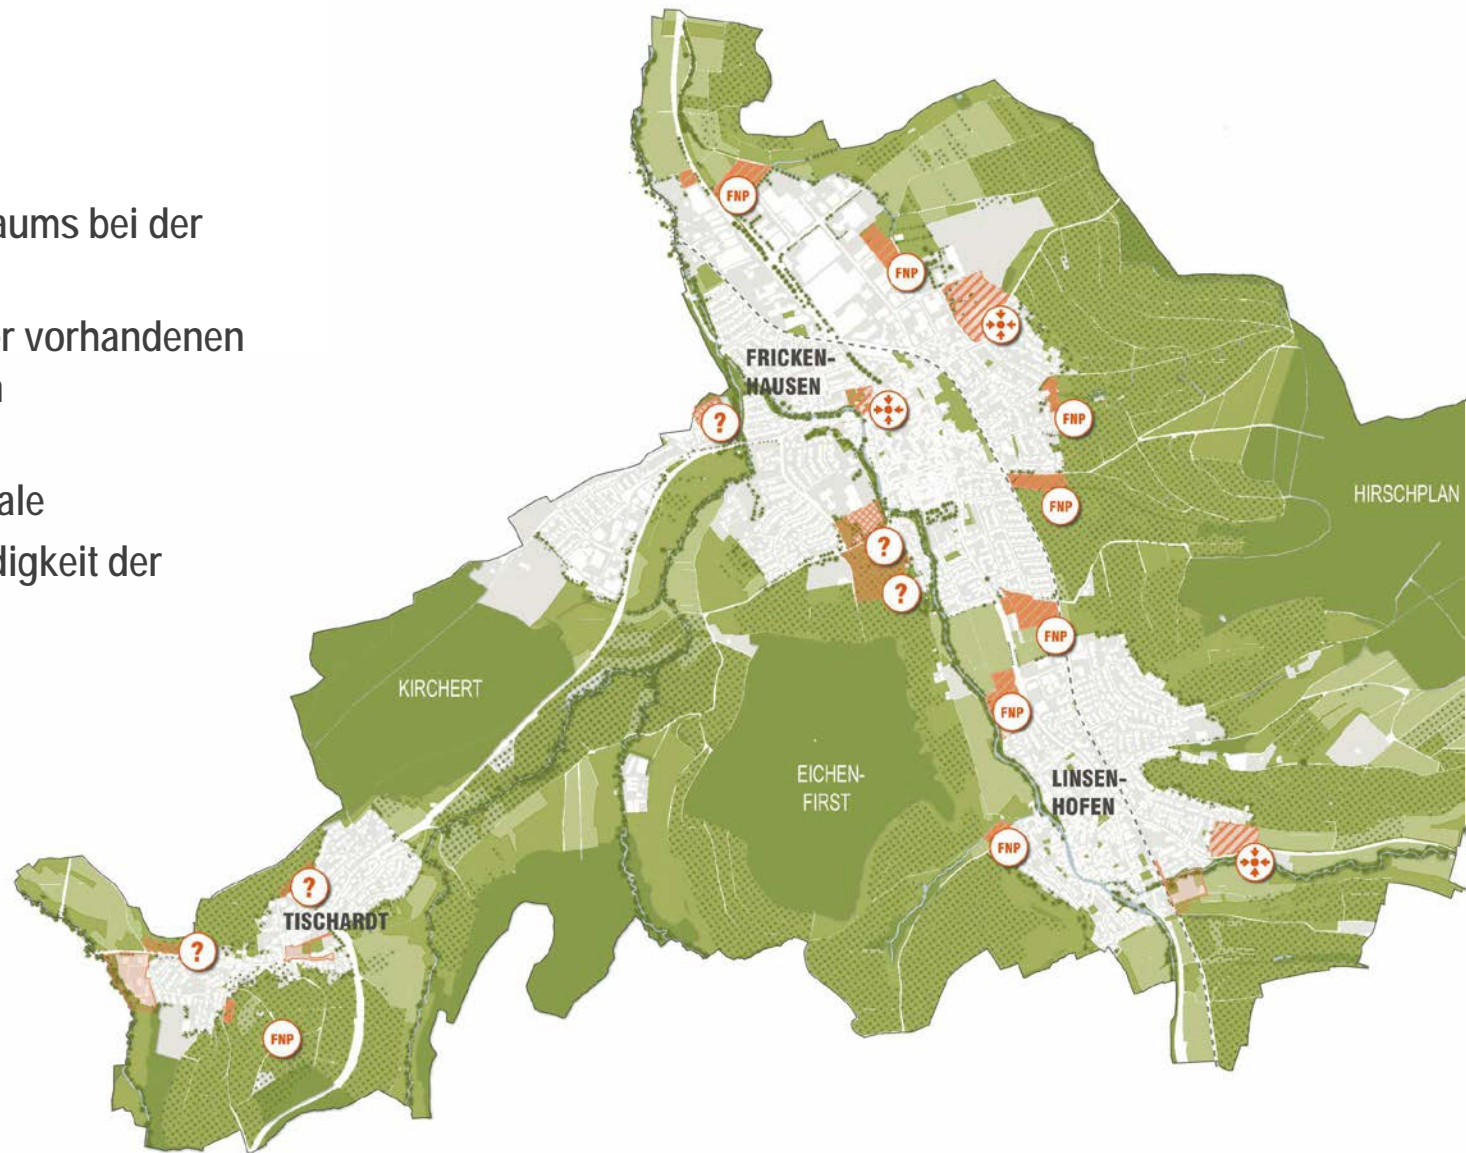 aums bei der
er vorhandenen
ale
digkeit der
FNP
FNP
FRICKEN-
HAUSEN
?
FNP
FNP
HIRSCHPLAN
?
?
FNP
KIRCHERT
FNP
EICHEN-
FIRST
LINSEN-
HOFEN
FNP
?
TISCHARDT
?
FNP